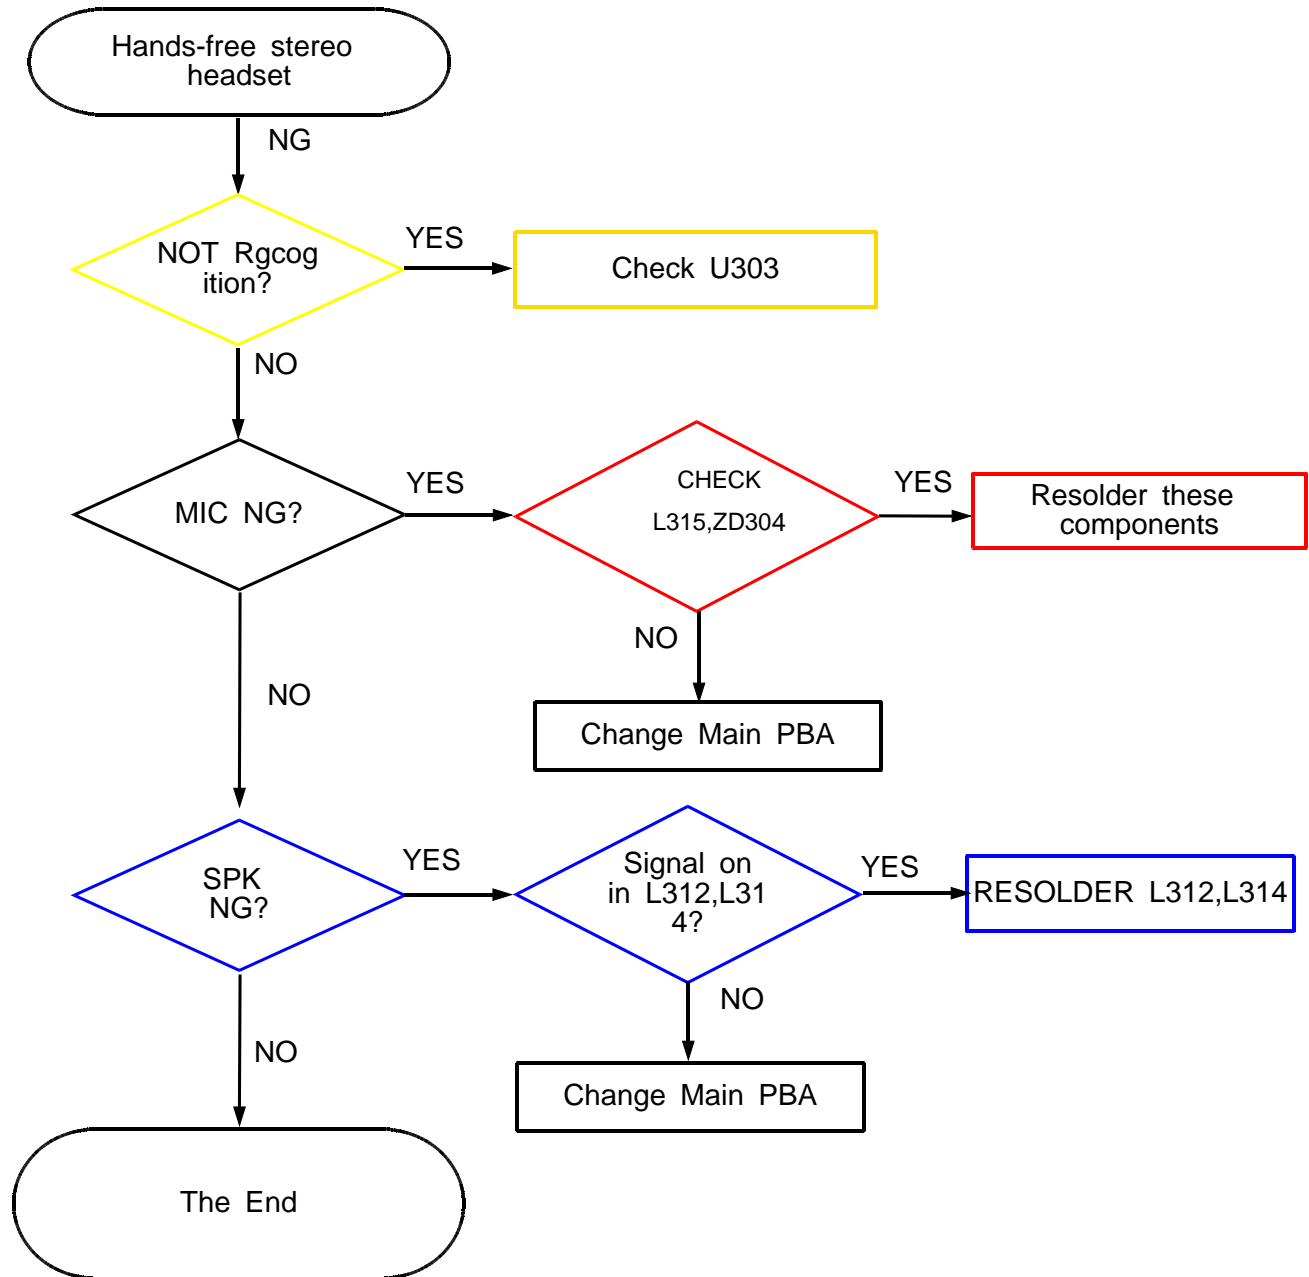 Hands-free stereo
headset
NG
NOT Rgcog
ition?
YES
Check U303
NO
MIC NG?
YES
CHECK
L315,ZD304
YES
Resolder these
components
NO
Change Main PBA
NO
SPK
NG?
YES
Signal on
in L312,L31
4?
YES
RESOLDER L312,L314
NO
Change Main PBA
NO
The End